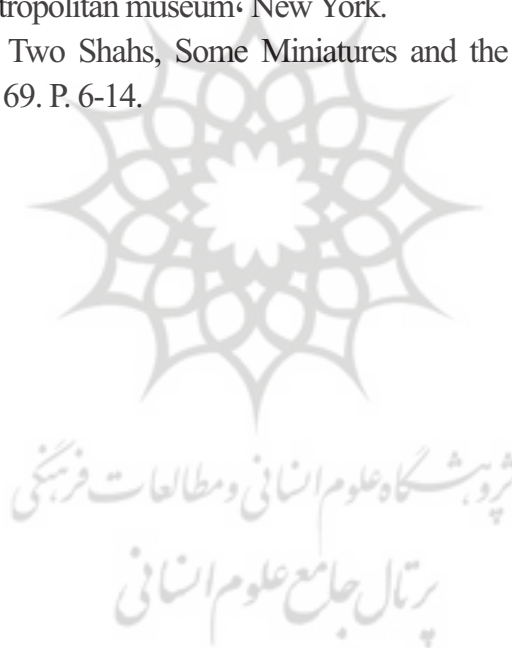 tropolitan museum، New York.
Two Shahs, Some Miniatures and the
69. P. 6-14.
پژوهشگاه علوم انسانی و مطالعات فرهنگی
پرتال جامع علوم انسانی